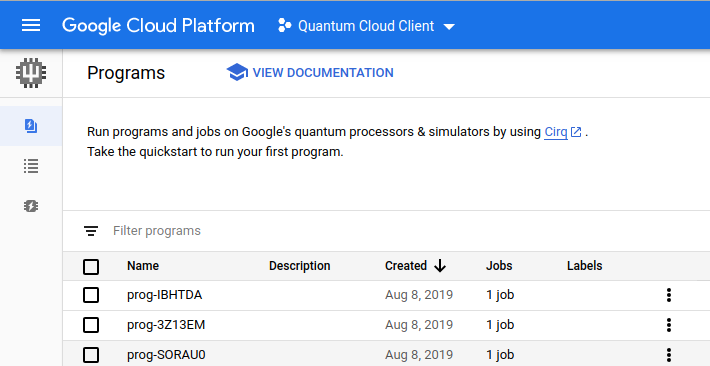 Google Cloud Platform Quantum Cloud Client
Programs VIEW DOCUMENTATION
Run programs and jobs on Google's quantum processors & simulators by using Cirq .
Take the quickstart to run your first program.
Filter programs
Name Description Created Jobs Labels
prog-IBHTDA Aug 8, 2019 1 job
prog-3Z13EM Aug 8, 2019 1 job
prog-SORAU0 Aug 8, 2019 1 job